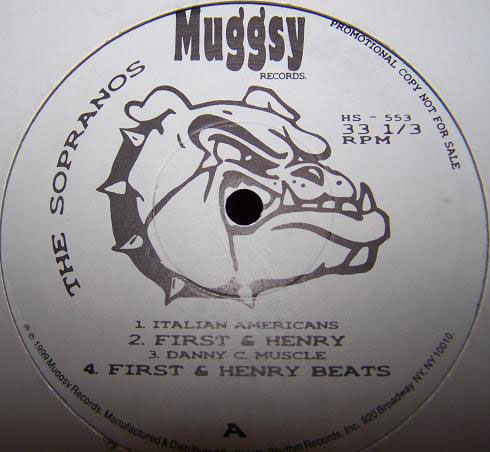 Muggsy
RECORDS.
PROMOTIONAL COPY NOT FOR SALE
THE SOPRANOS
HS - 553
33 1/3
RPM
1. ITALIAN AMERICANS
2. FIRST & HENRY
3. DANNY C. MUSCLE
4. FIRST & HENRY BEATS
A
℗ © 1999 Muggsy Records, Manufactured & Distributed Rhythm Records, Inc. 920 Broadway NY, NY 10010.